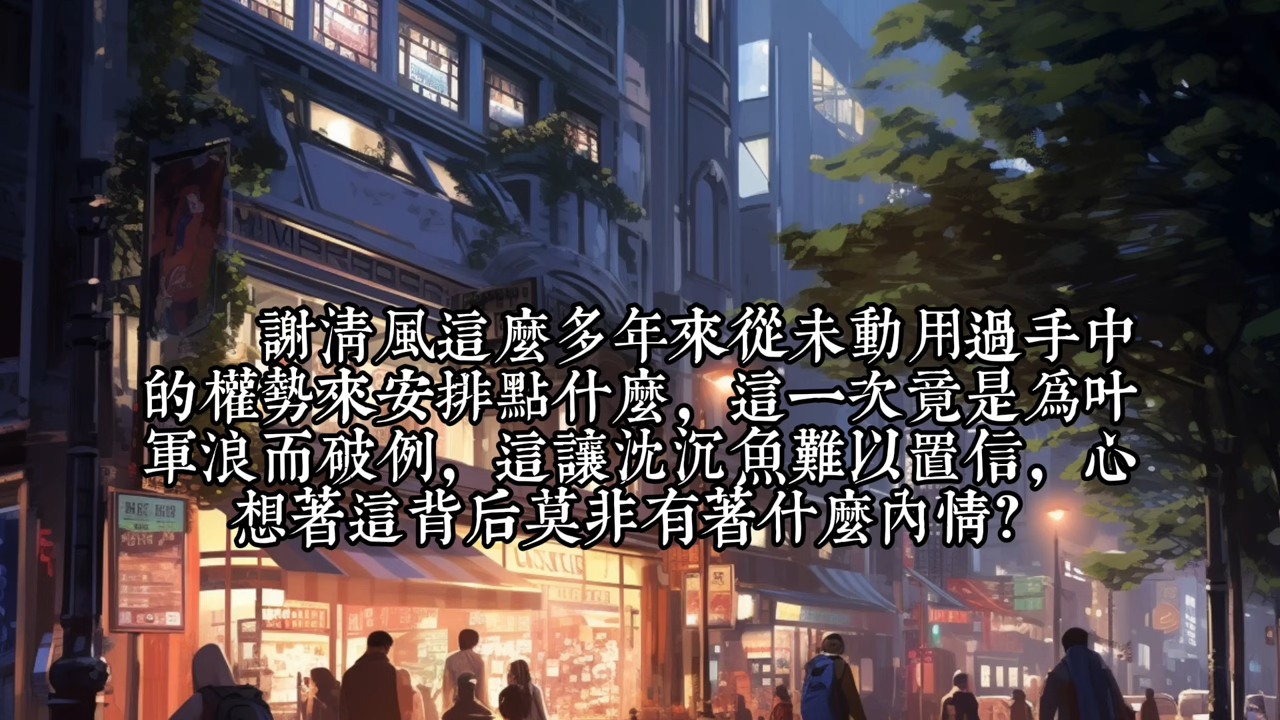 謝清風這麼多年來從未動用過手中
的權勢來安排點什麼，這一次竟是爲叶
軍浪而破例，這讓沈沉魚難以置信，心
想著這背后莫非有著什麼內情？